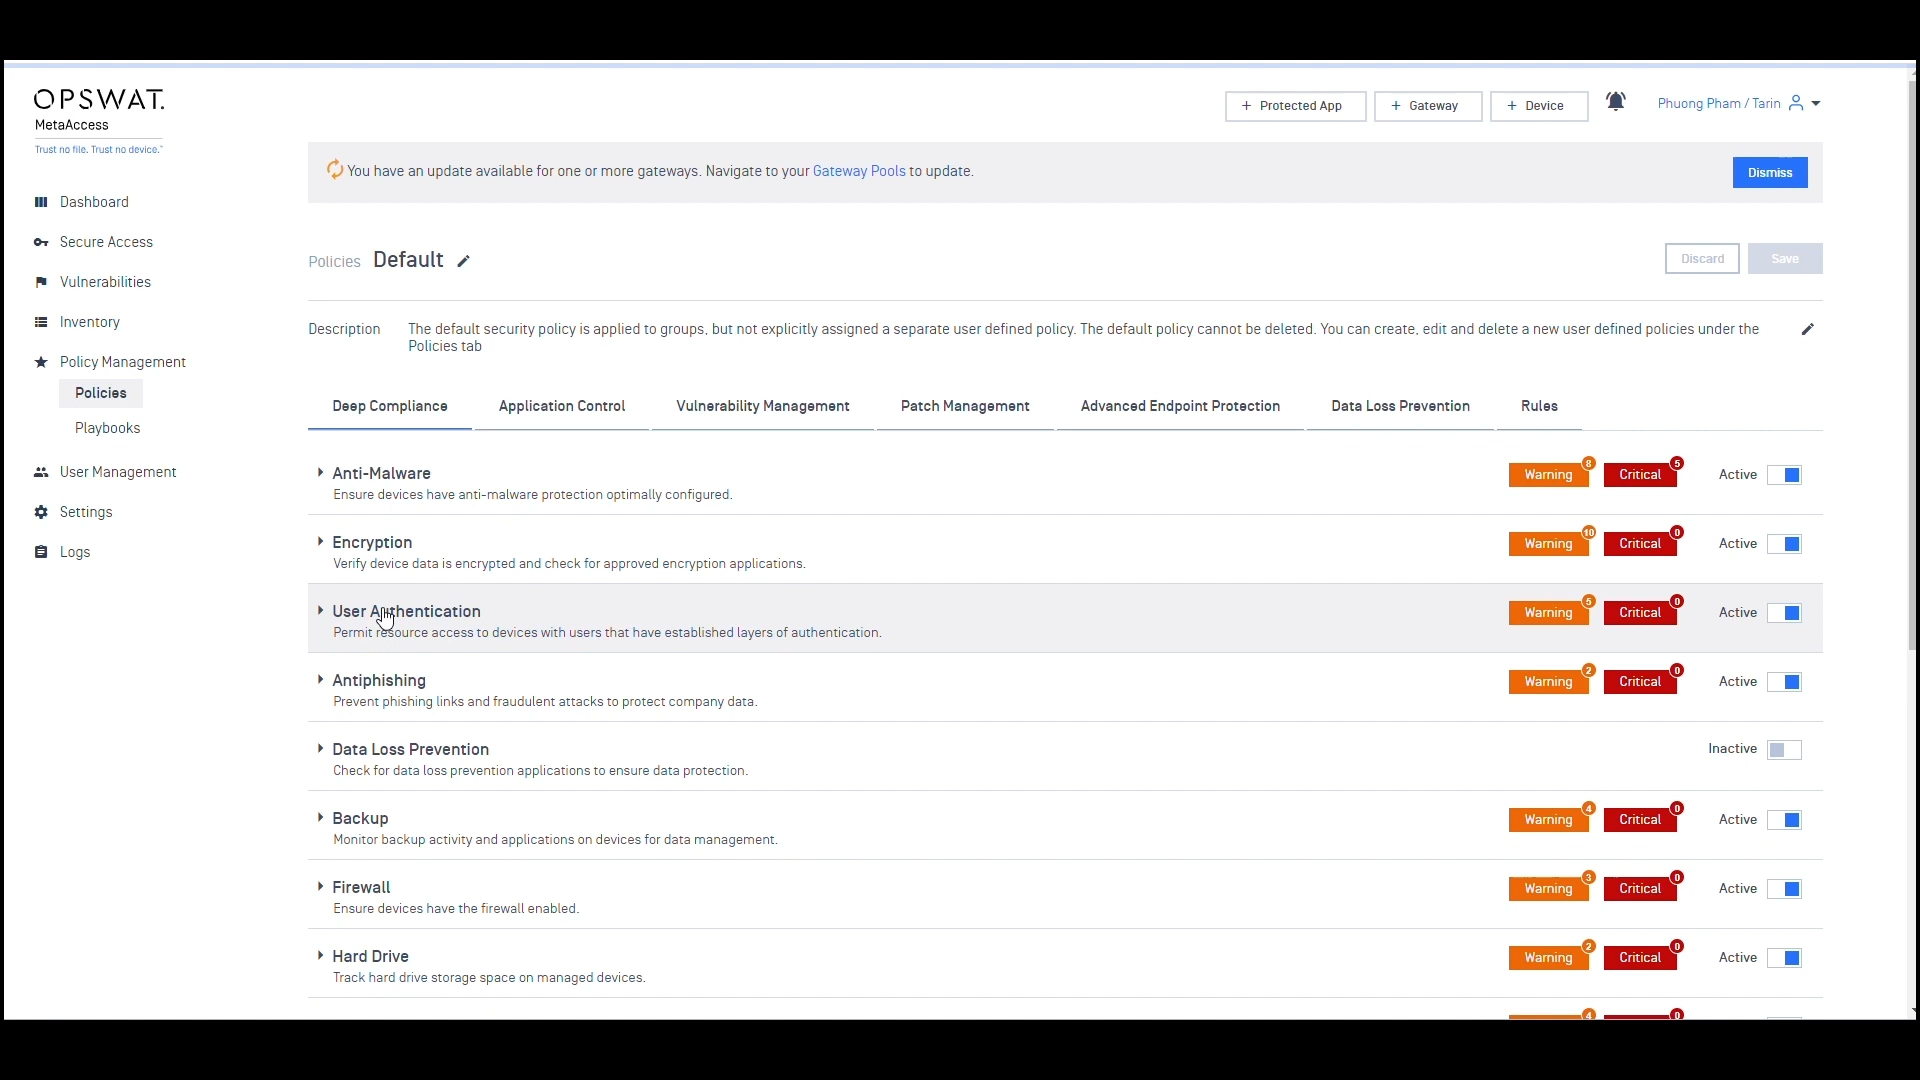 OPSWAT.
MetaAccess
Trust no file. Trust no device.™
+ Protected App
+ Gateway
+ Device
Phuong Pham / Tarin
You have an update available for one or more gateways. Navigate to your Gateway Pools to update.
Dismiss
Dashboard
Secure Access
Vulnerabilities
Inventory
Policy Management
Policies
Playbooks
User Management
Settings
Logs
Policies Default
Discard
Save
Description
The default security policy is applied to groups, but not explicitly assigned a separate user defined policy. The default policy cannot be deleted. You can create, edit and delete a new user defined policies under the
Policies tab
Deep Compliance
Application Control
Vulnerability Management
Patch Management
Advanced Endpoint Protection
Data Loss Prevention
Rules
Anti-Malware
Ensure devices have anti-malware protection optimally configured.
Warning 8
Critical 5
Active
Encryption
Verify device data is encrypted and check for approved encryption applications.
Warning 10
Critical 0
Active
User Authentication
Permit resource access to devices with users that have established layers of authentication.
Warning 5
Critical 0
Active
Antiphishing
Prevent phishing links and fraudulent attacks to protect company data.
Warning 2
Critical 0
Active
Data Loss Prevention
Check for data loss prevention applications to ensure data protection.
Inactive
Backup
Monitor backup activity and applications on devices for data management.
Warning 4
Critical 0
Active
Firewall
Ensure devices have the firewall enabled.
Warning 3
Critical 0
Active
Hard Drive
Track hard drive storage space on managed devices.
Warning 2
Critical 0
Active
4
0